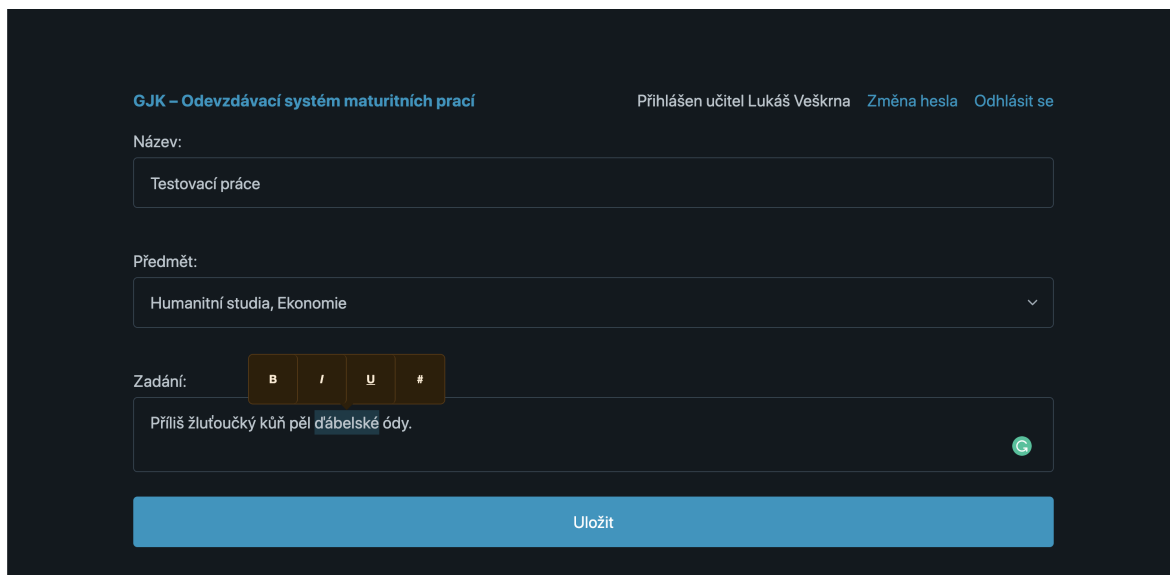 GJK – Odevzdávací systém maturitních prací
Přihlášen učitel Lukáš Veškrna Změna hesla Odhlásit se
Název:
Testovací práce
Předmět:
Humanitní studia, Ekonomie
B I U #
Zadání:
Příliš žluťoučký kůň pěl ďábelské ódy.
Uložit